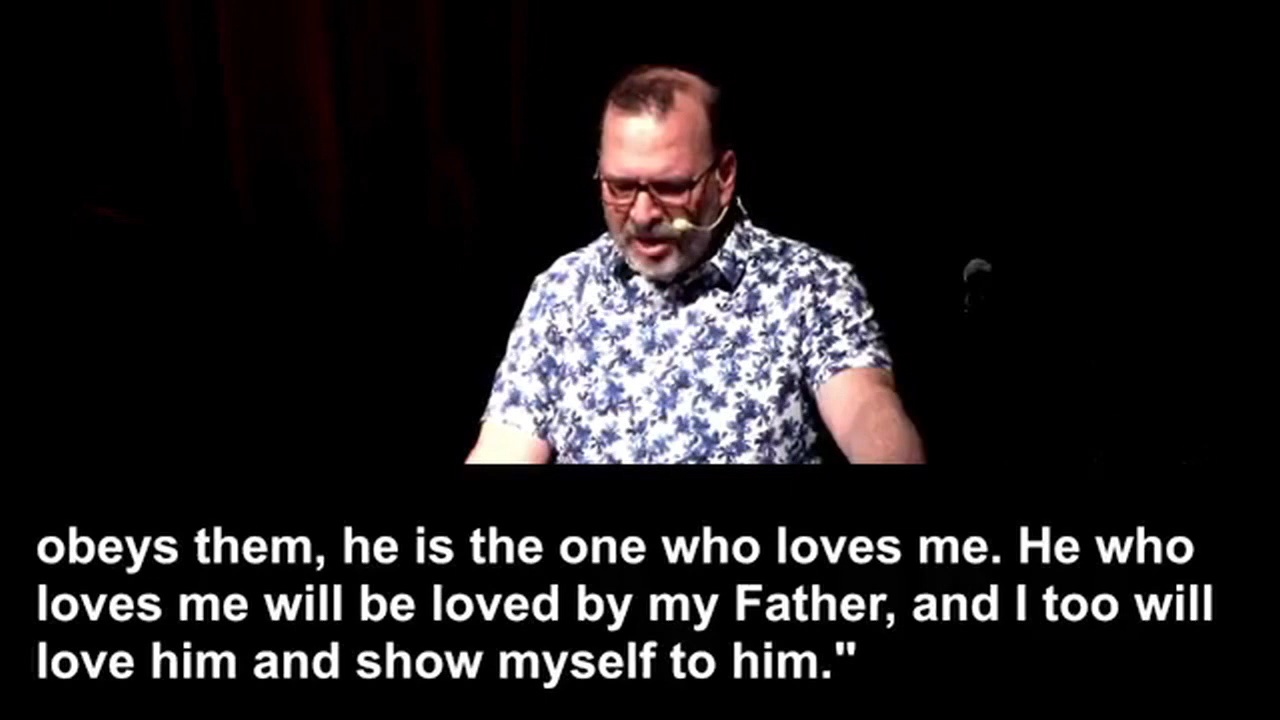 obeys them, he is the one who loves me. He who
loves me will be loved by my Father, and I too will
love him and show myself to him."